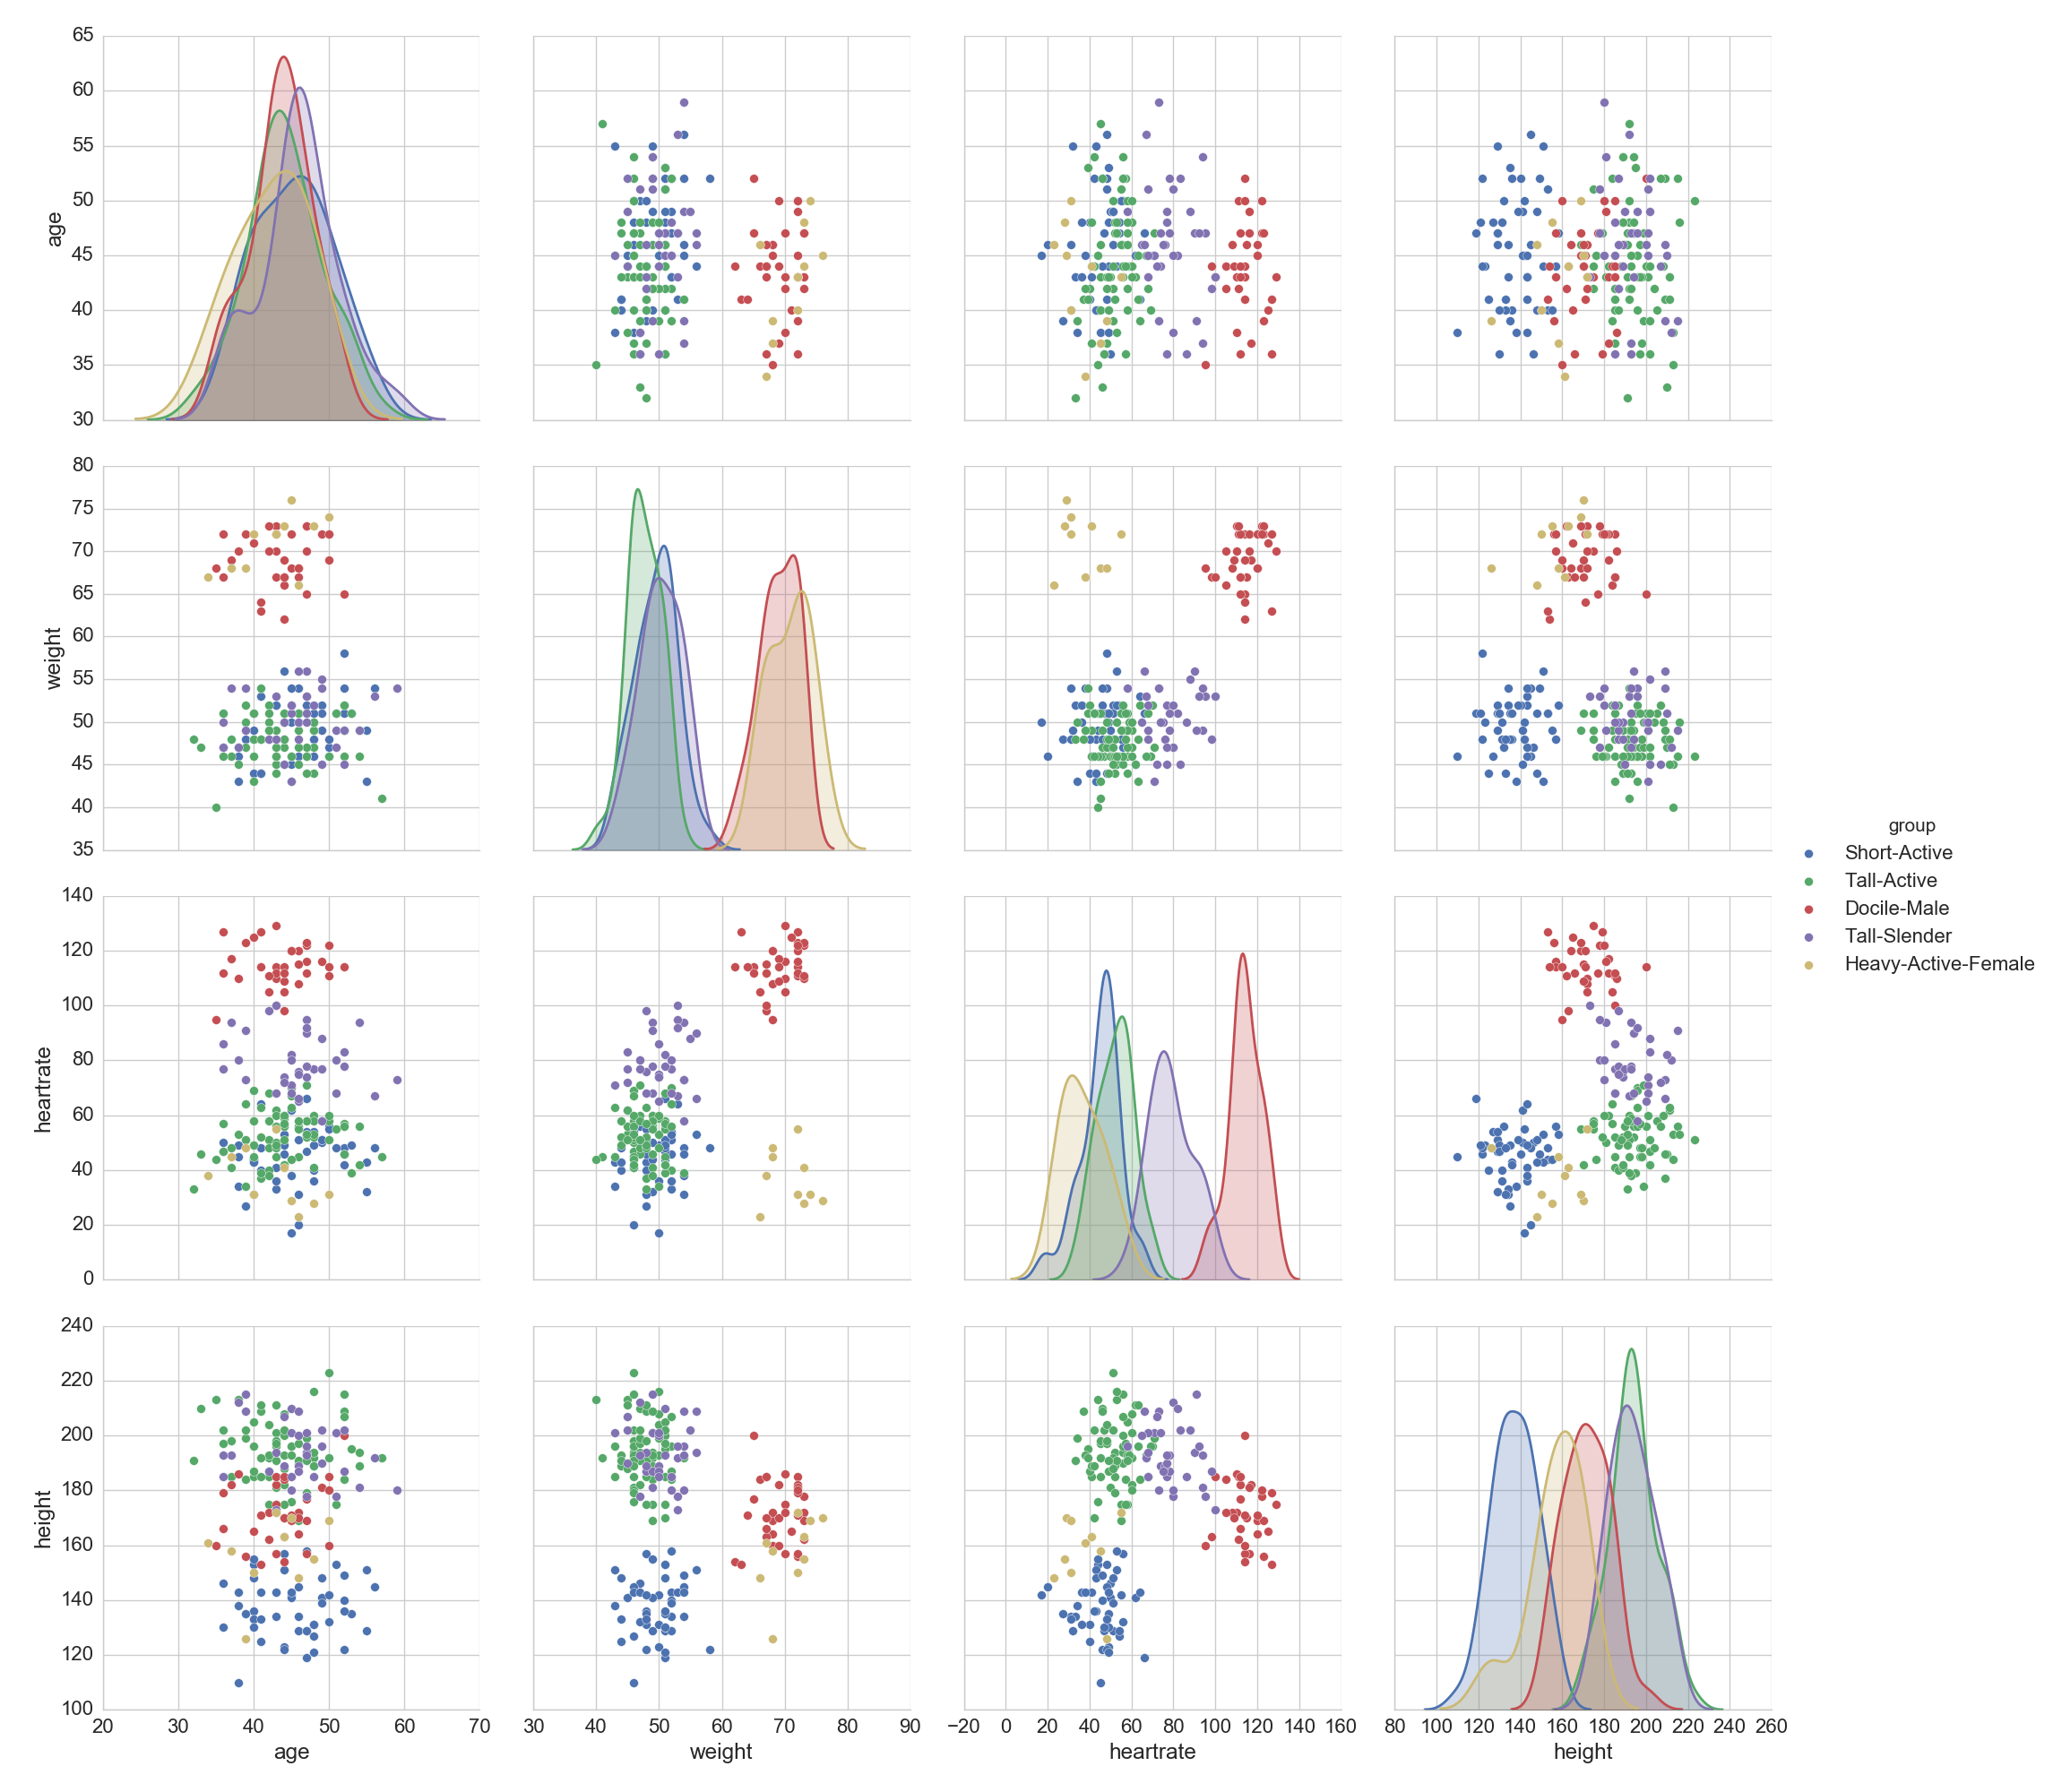 65
60
55
50
45
40
35
30
age
80
75
70
65
60
55
50
45
40
35
weight
group
Short-Active
Tall-Active
Docile-Male
Tall-Slender
Heavy-Active-Female
140
120
100
80
60
40
20
0
heartrate
240
220
200
180
160
140
120
100
height
20 30 40 50 60 70
age
30 40 50 60 70 80 90
weight
−20 0 20 40 60 80 100 120 140 160
heartrate
80 100 120 140 160 180 200 220 240 260
height